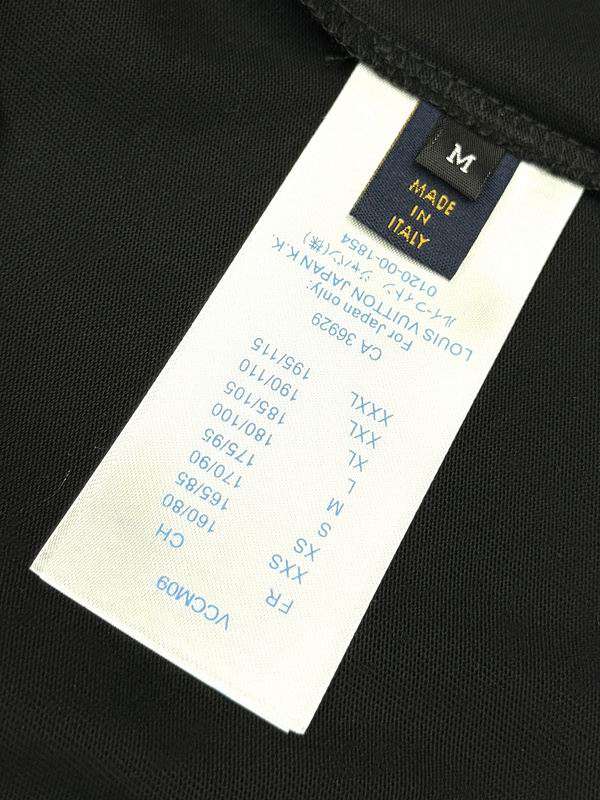 M
MADE
IN
ITALY
VCCM09
FR CH
XXS 160/80
XS 165/85
S 170/90
M 175/95
L 180/100
XL 185/105
XXL 190/110
XXXL 195/115
CA 36929
For Japan only:
LOUIS VUITTON JAPAN K.K.
ルイ・ヴィトン ジャパン(株)
0120-00-1854